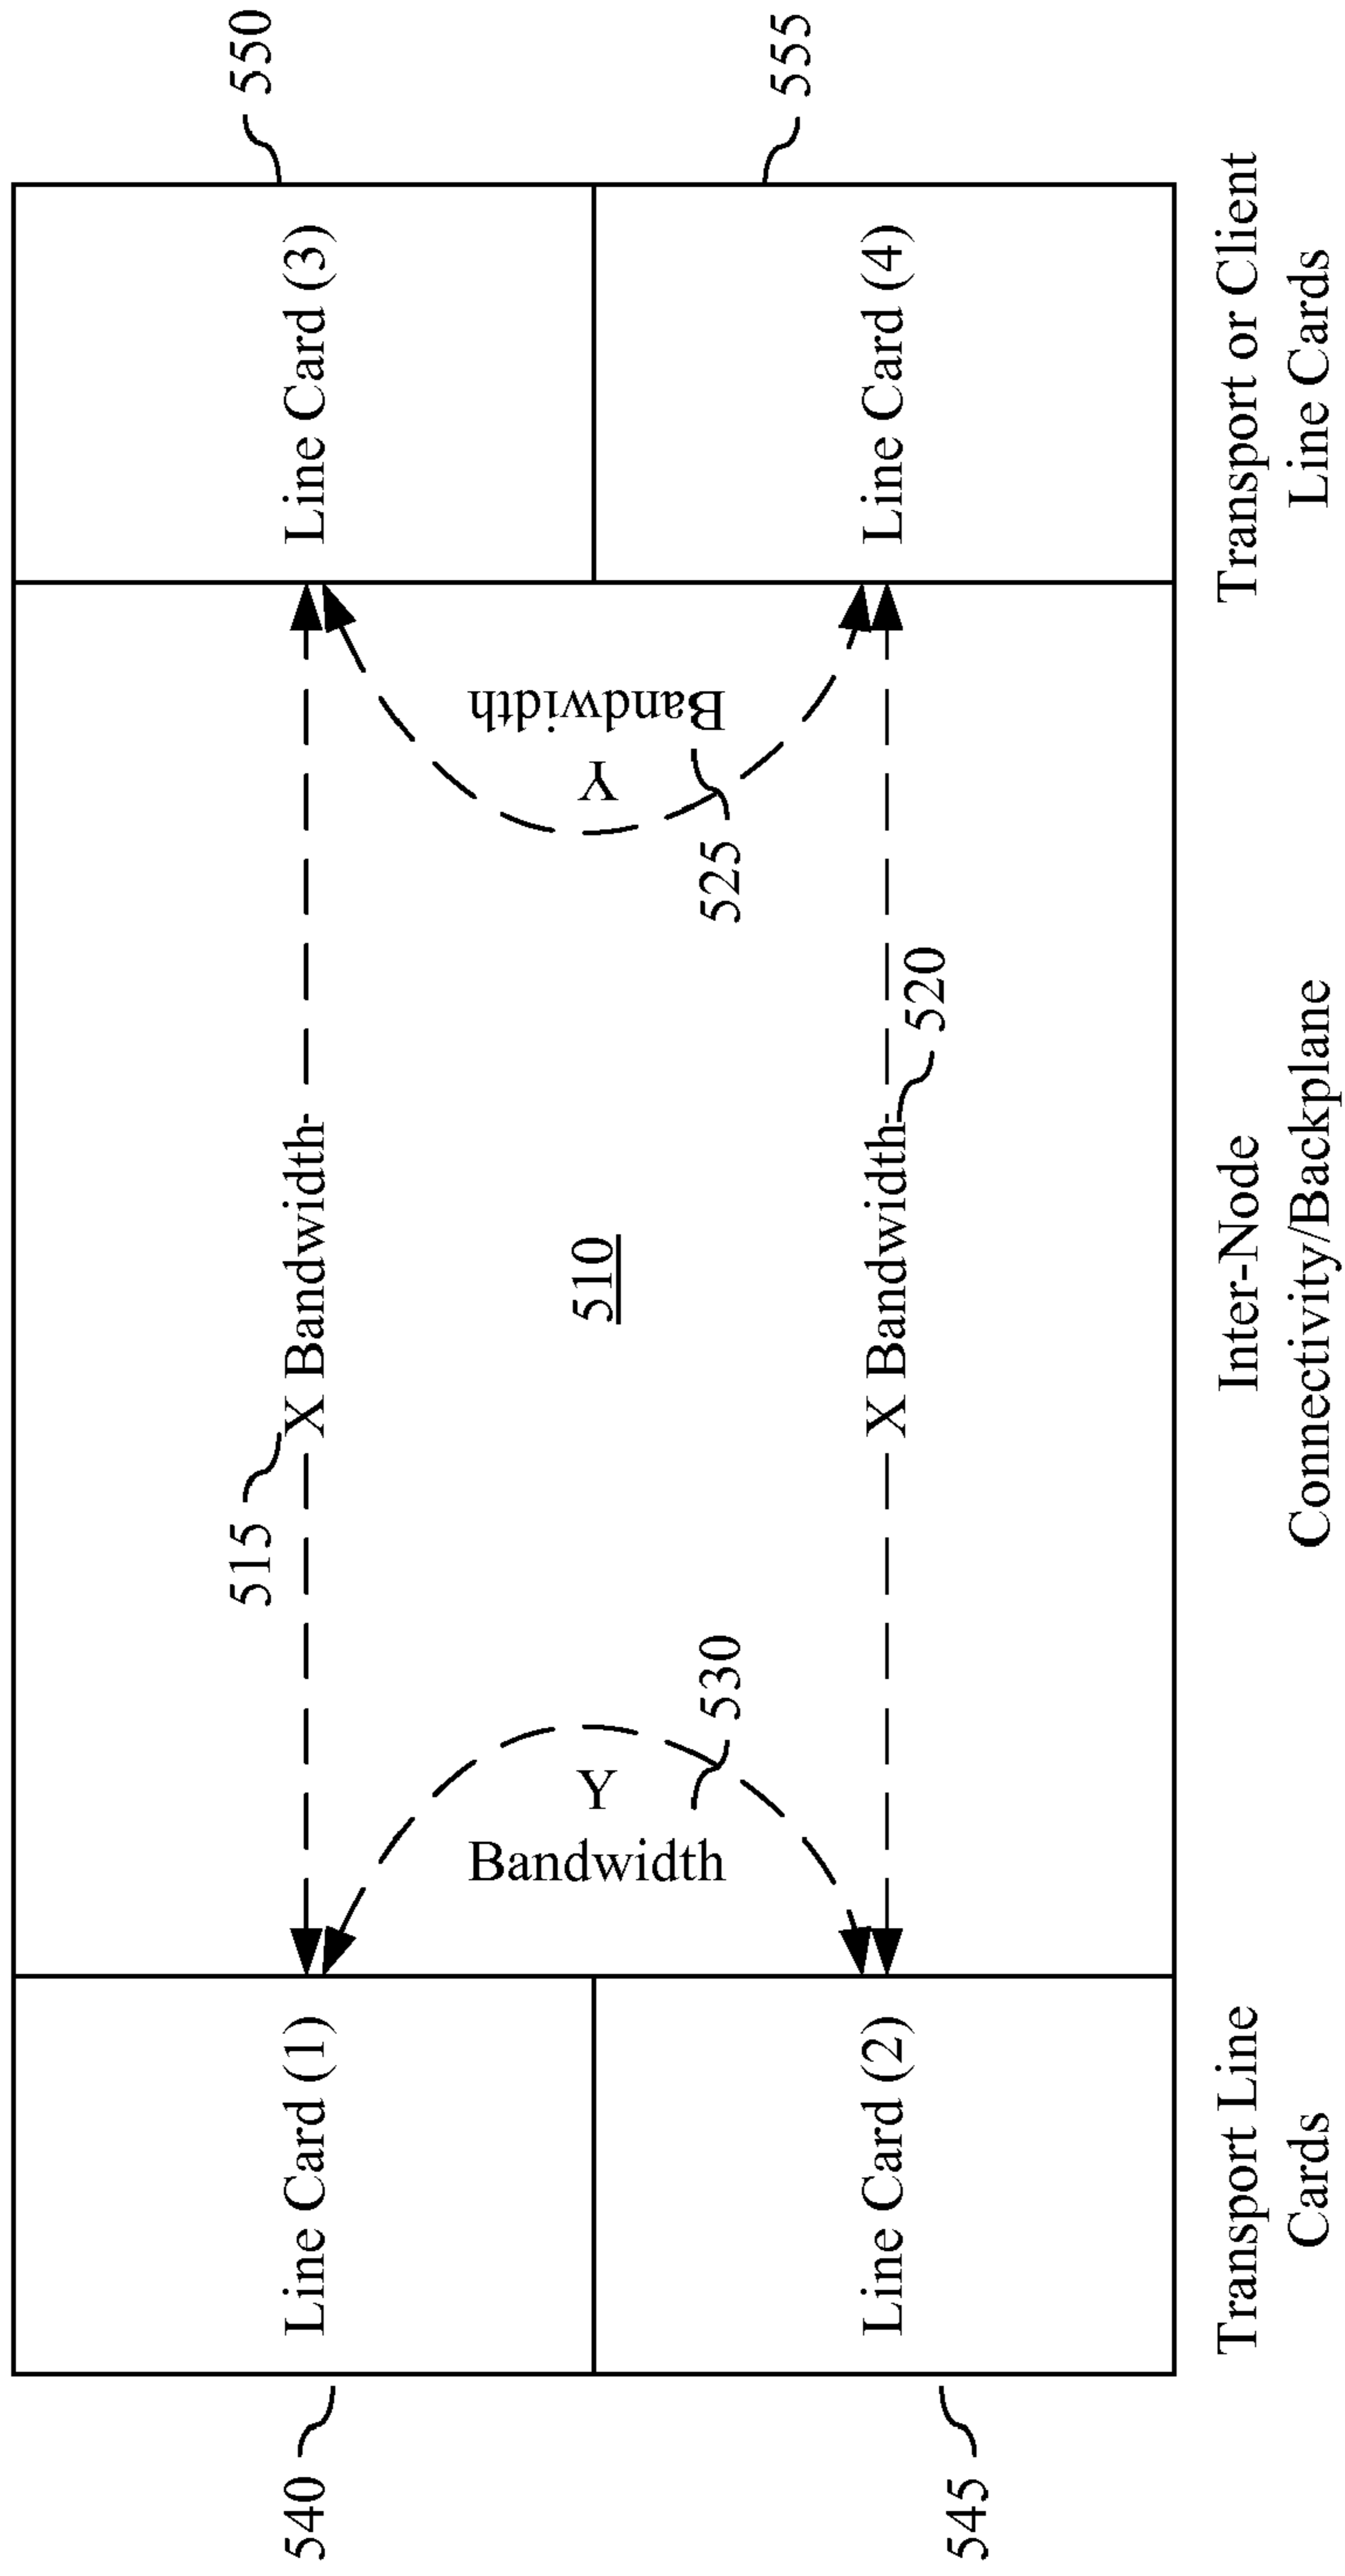 540
545
Line Card (1)
Line Card (2)
Transport Line
Cards
515
X Bandwidth
510
X Bandwidth
520
Y
Bandwidth
530
Y
Bandwidth
525
Inter-Node
Connectivity/Backplane
550
555
Line Card (3)
Line Card (4)
Transport or Client
Line Cards